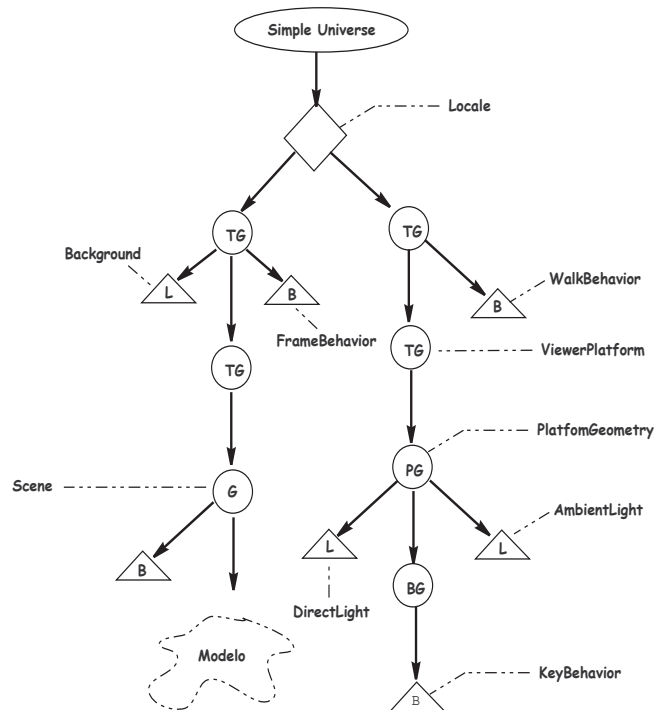 Simple Universe
Locale
TG
TG
Background
L
B
FrameBehavior
WalkBehavior
B
TG
TG
ViewerPlatform
PlatfomGeometry
Scene
G
PG
AmbientLight
B
L
L
DirectLight
BG
Modelo
KeyBehavior
B